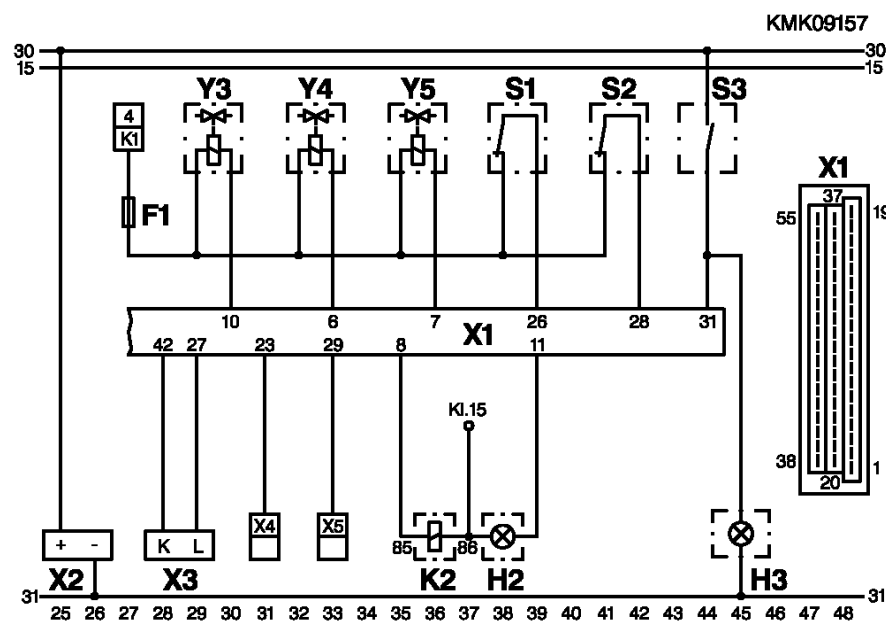 KMK09157
30 30
15 15
Y3 Y4 Y5 S1 S2 S3
4
K1
X1
F1
37
55 19
10 6 7 26 28 31
X1
42 27 23 29 8 11
Kl.15
38 20 1
+ - K L X4 X5
85 86
X2 X3 K2 H2 H3
31 31
25 26 27 28 29 30 31 32 33 34 35 36 37 38 39 40 41 42 43 44 45 46 47 48